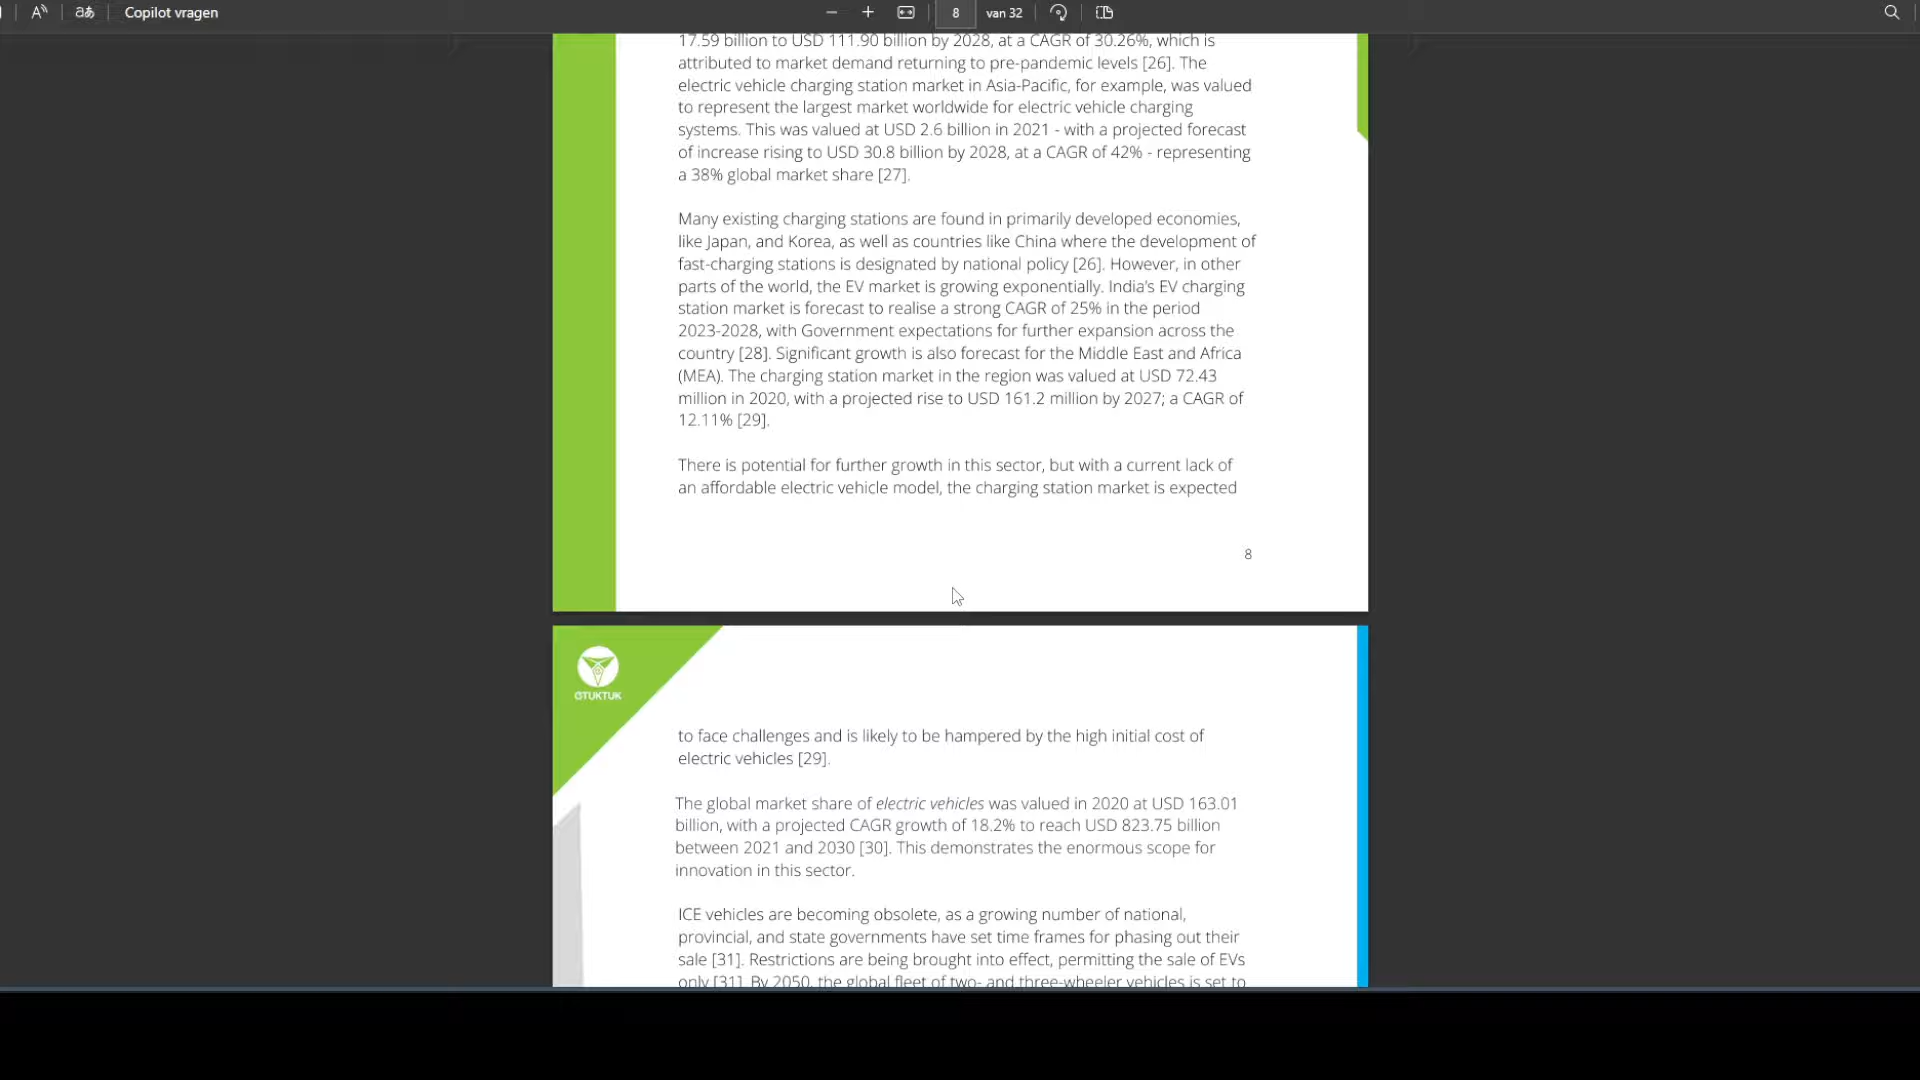 Copilot vragen
8
van 32
17.59 billion to USD 111.90 billion by 2028, at a CAGR of 30.26%, which is
attributed to market demand returning to pre-pandemic levels [26]. The
electric vehicle charging station market in Asia-Pacific, for example, was valued
to represent the largest market worldwide for electric vehicle charging
systems. This was valued at USD 2.6 billion in 2021 - with a projected forecast
of increase rising to USD 30.8 billion by 2028, at a CAGR of 42% - representing
a 38% global market share [27].
Many existing charging stations are found in primarily developed economies,
like Japan, and Korea, as well as countries like China where the development of
fast-charging stations is designated by national policy [26]. However, in other
parts of the world, the EV market is growing exponentially. India's EV charging
station market is forecast to realise a strong CAGR of 25% in the period
2023-2028, with Government expectations for further expansion across the
country [28]. Significant growth is also forecast for the Middle East and Africa
(MEA). The charging station market in the region was valued at USD 72.43
million in 2020, with a projected rise to USD 161.2 million by 2027; a CAGR of
12.11% [29].
There is potential for further growth in this sector, but with a current lack of
an affordable electric vehicle model, the charging station market is expected
8
eTUKTUK
to face challenges and is likely to be hampered by the high initial cost of
electric vehicles [29].
The global market share of electric vehicles was valued in 2020 at USD 163.01
billion, with a projected CAGR growth of 18.2% to reach USD 823.75 billion
between 2021 and 2030 [30]. This demonstrates the enormous scope for
innovation in this sector.
ICE vehicles are becoming obsolete, as a growing number of national,
provincial, and state governments have set time frames for phasing out their
sale [31]. Restrictions are being brought into effect, permitting the sale of EVs
only [31]. By 2050, the global fleet of two- and three-wheeler vehicles is set to